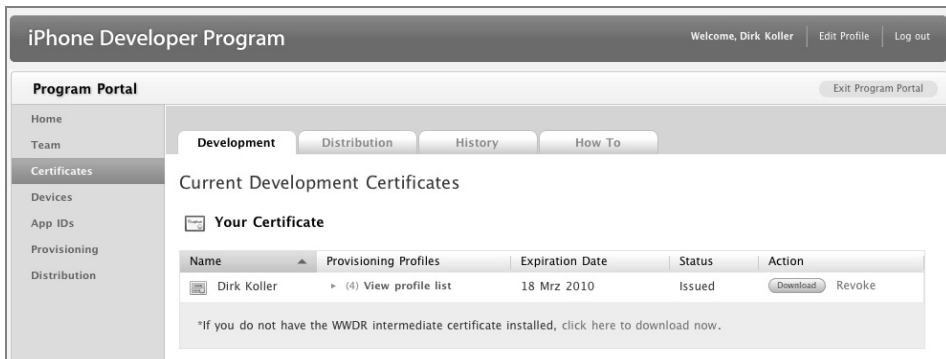 iPhone Developer Program
Welcome, Dirk Koller Edit Profile Log out
Program Portal
Exit Program Portal
Home
Team
Certificates
Devices
App IDs
Provisioning
Distribution
Development Distribution History How To
Current Development Certificates
Your Certificate
Name Provisioning Profiles Expiration Date Status Action
Dirk Koller (4) View profile list 18 Mrz 2010 Issued Download Revoke
*If you do not have the WWDR intermediate certificate installed, click here to download now.